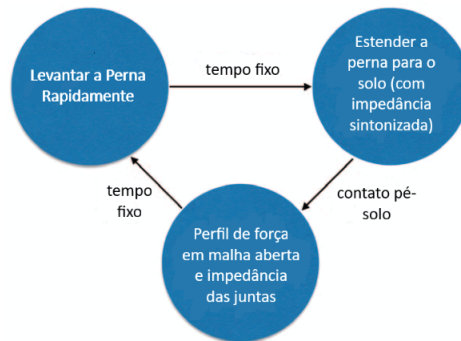 Levantar a Perna
Rapidamente
tempo fixo
Estender a
perna para o
solo (com
impedância
sintonizada)
contato pé-
solo
Perfil de força
em malha aberta
e impedância
das juntas
tempo
fixo